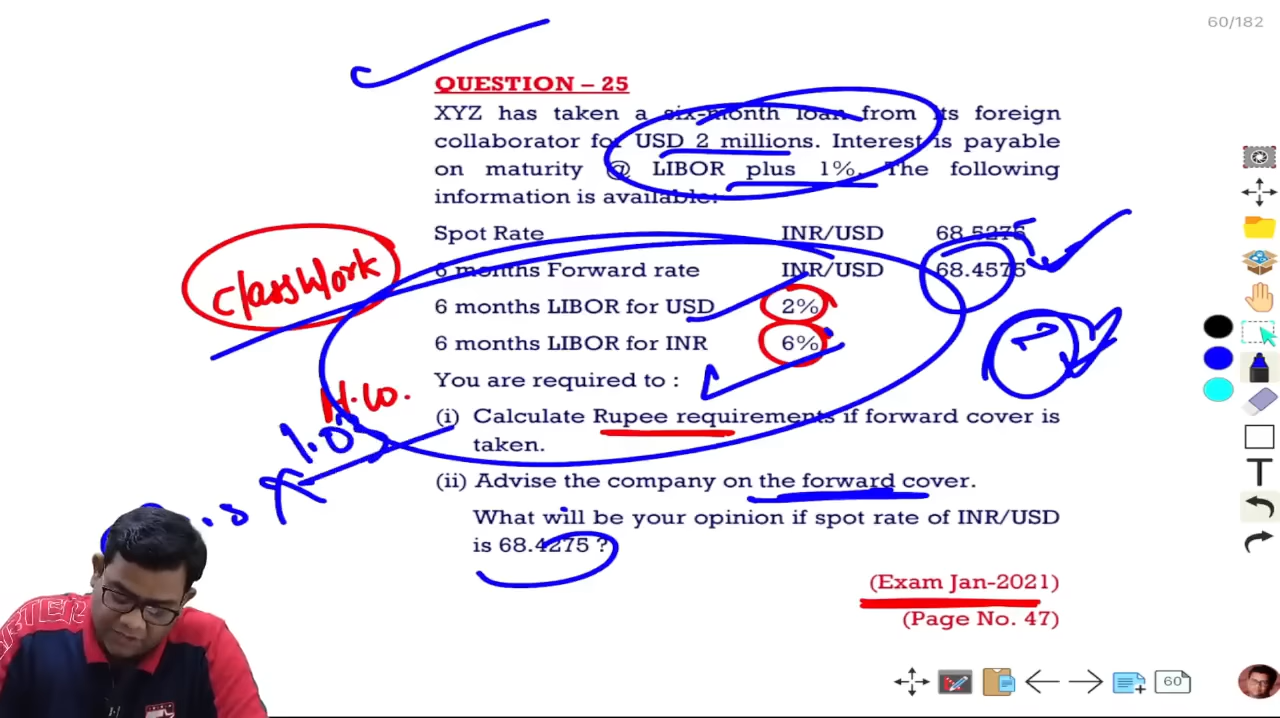 60/182
QUESTION – 25
XYZ has taken a six-month loan from its foreign
collaborator for USD 2 millions. Interest is payable
on maturity @ LIBOR plus 1%. The following
information is available:
Spot Rate INR/USD 68.5275
6 months Forward rate INR/USD 68.4575
6 months LIBOR for USD 2%
6 months LIBOR for INR 6%
You are required to :
Classwork
H.W.
(i) Calculate Rupee requirements if forward cover is
taken.
(ii) Advise the company on the forward cover.
What will be your opinion if spot rate of INR/USD
is 68.4275 ?
(Exam Jan-2021)
(Page No. 47)
60